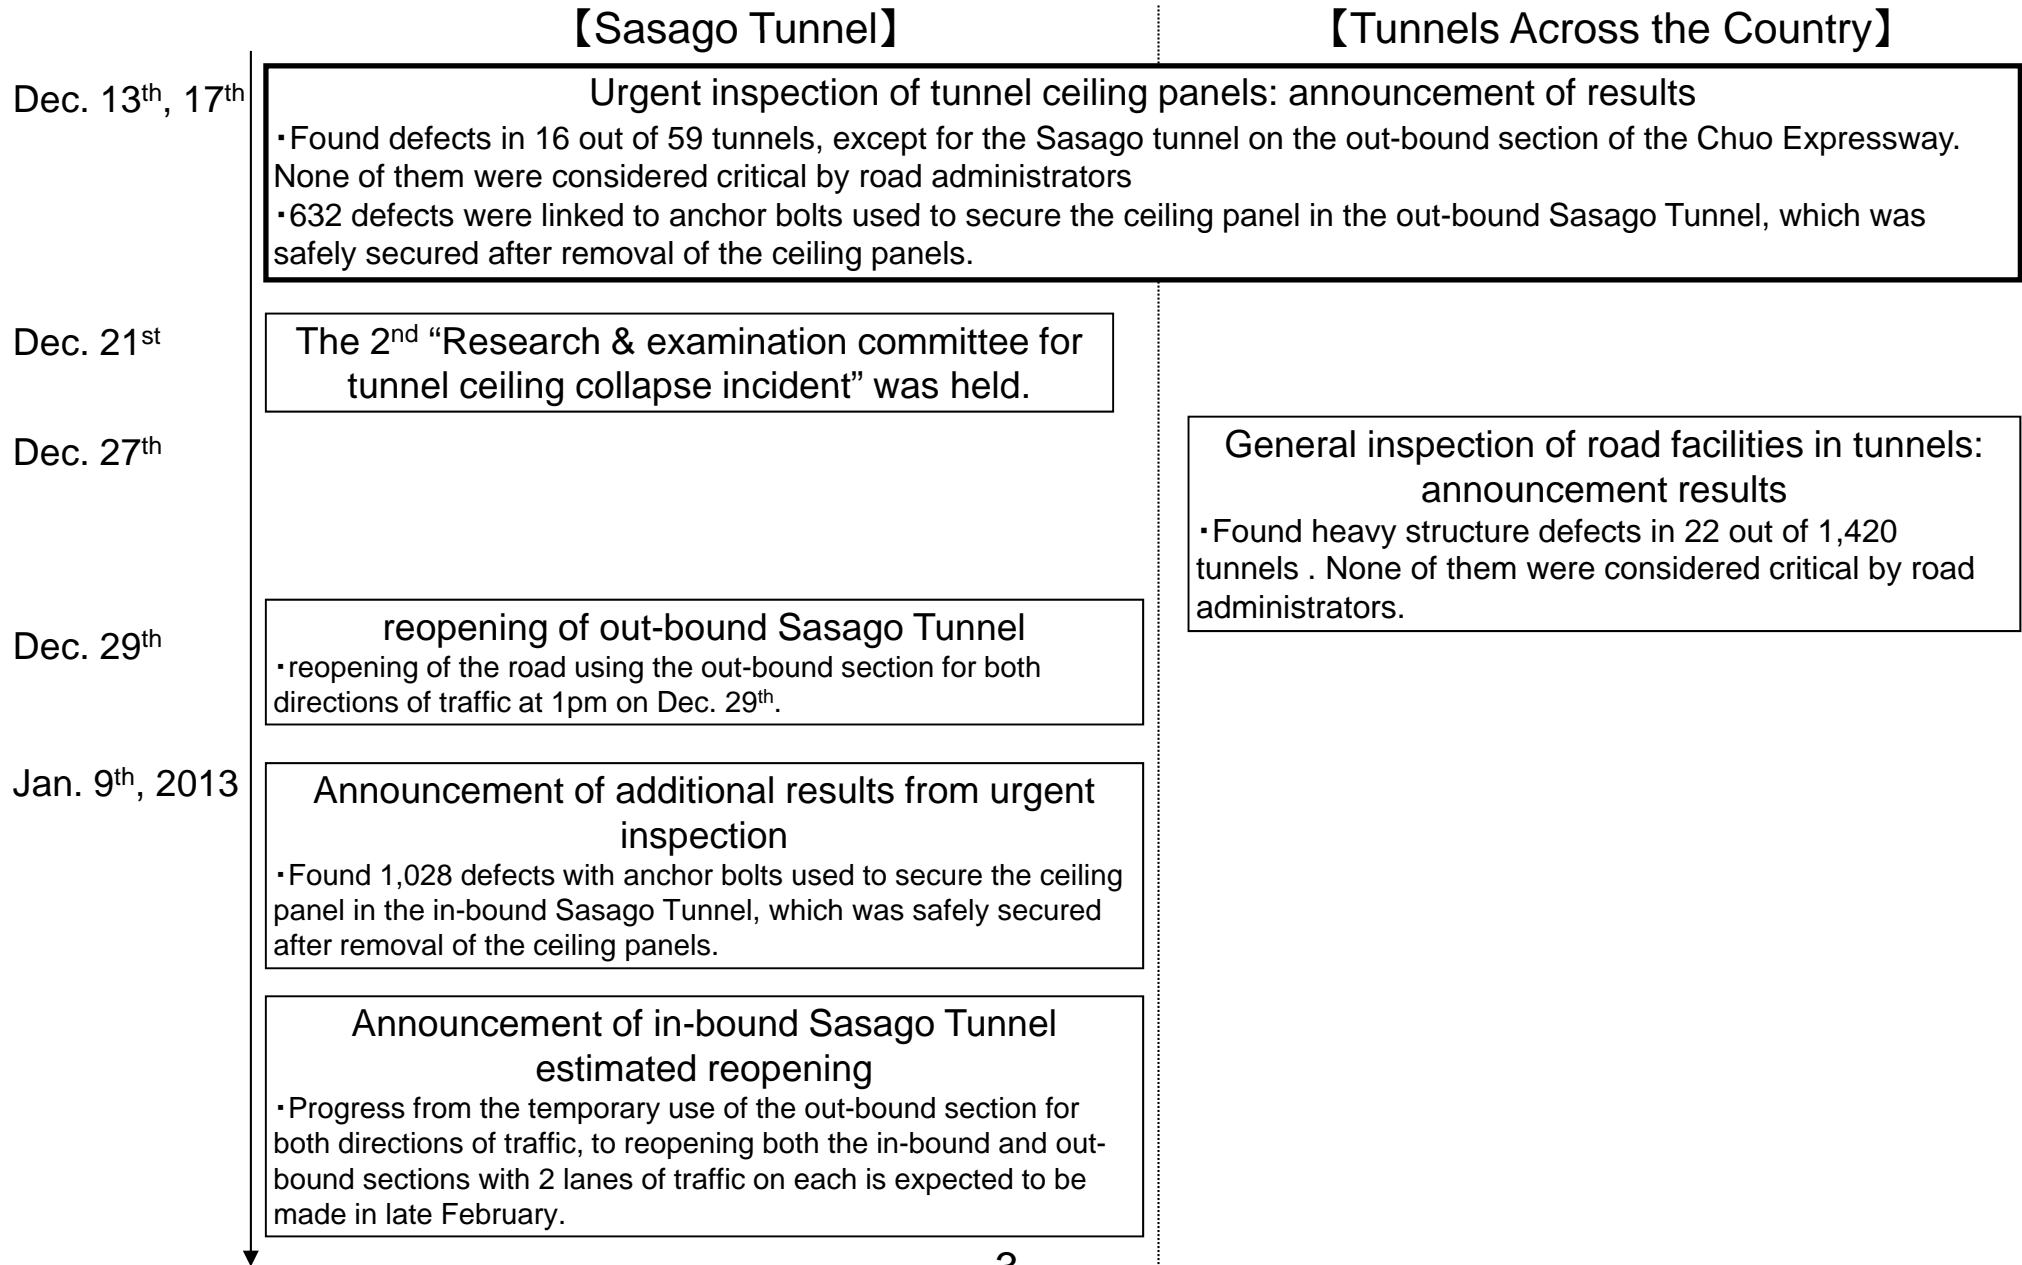 【Sasago Tunnel】
【Tunnels Across the Country】
Dec. 13th, 17th
Urgent inspection of tunnel ceiling panels: announcement of results
・Found defects in 16 out of 59 tunnels, except for the Sasago tunnel on the out-bound section of the Chuo Expressway.
None of them were considered critical by road administrators
・632 defects were linked to anchor bolts used to secure the ceiling panel in the out-bound Sasago Tunnel, which was
safely secured after removal of the ceiling panels.
Dec. 21st
The 2nd “Research & examination committee for
tunnel ceiling collapse incident” was held.
Dec. 27th
General inspection of road facilities in tunnels:
announcement results
・Found heavy structure defects in 22 out of 1,420
tunnels . None of them were considered critical by road
administrators.
Dec. 29th
reopening of out-bound Sasago Tunnel
・reopening of the road using the out-bound section for both
directions of traffic at 1pm on Dec. 29th.
Jan. 9th, 2013
Announcement of additional results from urgent
inspection
・Found 1,028 defects with anchor bolts used to secure the ceiling
panel in the in-bound Sasago Tunnel, which was safely secured
after removal of the ceiling panels.
Announcement of in-bound Sasago Tunnel
estimated reopening
・Progress from the temporary use of the out-bound section for
both directions of traffic, to reopening both the in-bound and out-
bound sections with 2 lanes of traffic on each is expected to be
made in late February.